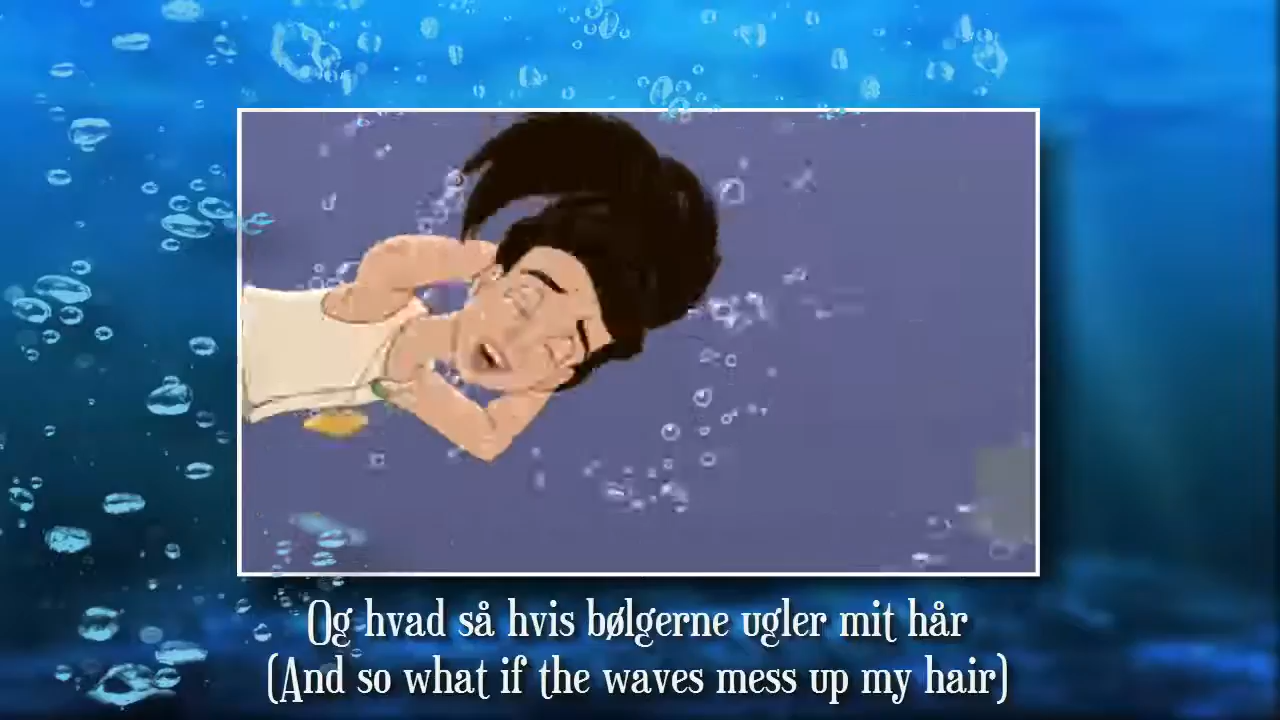 Og hvad så hvis bølgerne ugler mit hår
(And so what if the waves mess up my hair)